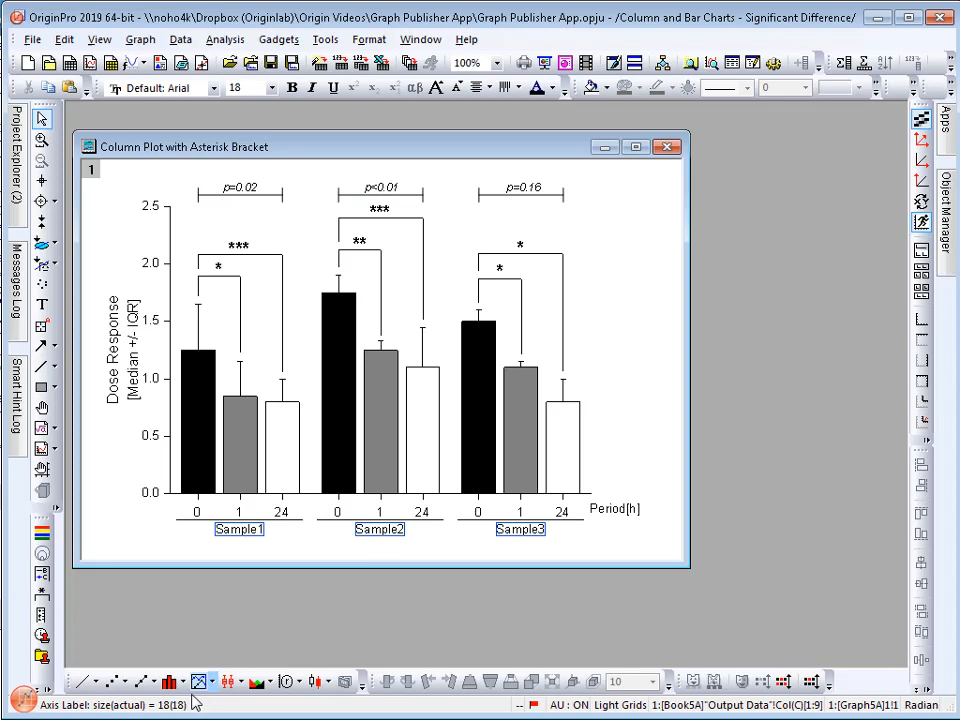 OriginPro 2019 64-bit - \\noho4k\Dropbox (Originlab)\Origin Videos\Graph Publisher App\Graph Publisher App.opju - /Column and Bar Charts - Significant Difference/
File Edit View Graph Data Analysis Gadgets Tools Format Window Help
100%
Default: Arial 18 B I U αβ A A A 0
Project Explorer (2)
Messages Log
Smart Hint Log
Apps
Object Manager
Column Plot with Asterisk Bracket
1
p=0.02 p<0.01 p=0.16
2.5
2.0
1.5
1.0
0.5
0.0
Dose Response
[Median +/- IQR]
*** * *** ** * *
0 1 24 0 1 24 0 1 24 Period[h]
Sample1 Sample2 Sample3
10
Axis Label: size(actual) = 18(18) AU : ON Light Grids 1:[Book5A]"Output Data"!Col(C)[1:9] 1:[Graph5A]1!1 Radian